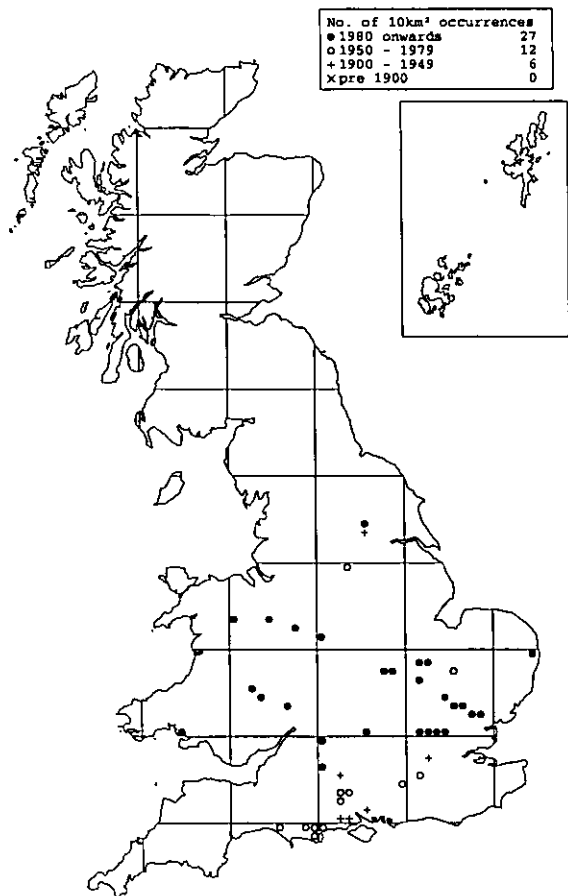 No. of 10km² occurrences
● 1980 onwards 27
○ 1950 - 1979 12
+ 1900 - 1949 6
× pre 1900 0